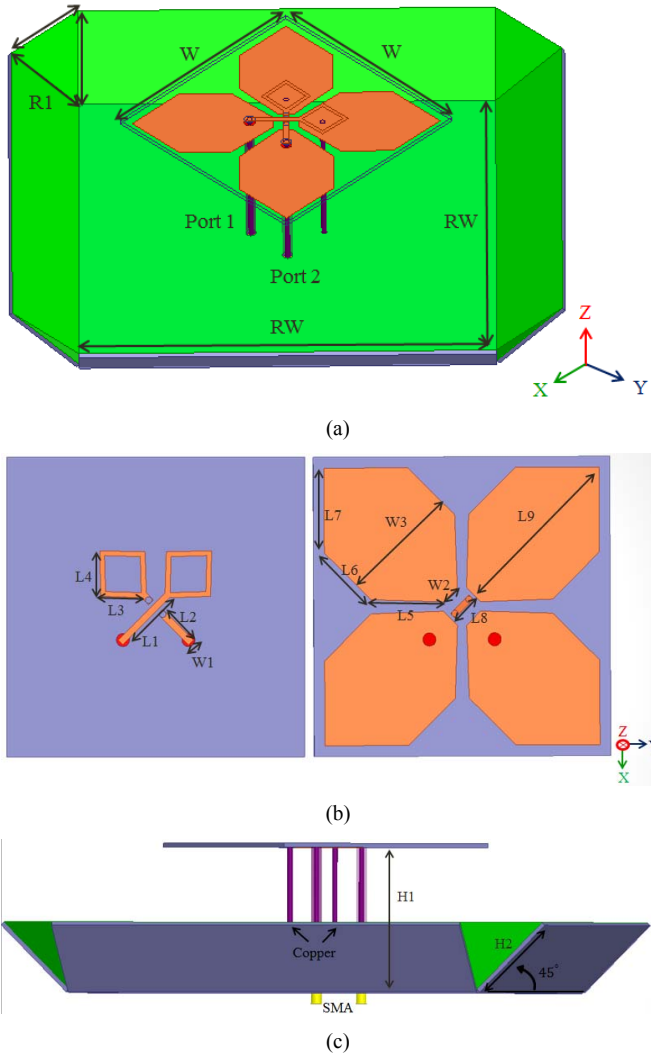 W
W
R1
Port 1
RW
Port 2
RW
Z
X
Y
(a)
L7
W3
L9
L6
L4
W2
L3
L2
L5
L8
L1
W1
Z
Y
X
(b)
H1
H2
Copper
45°
SMA
(c)